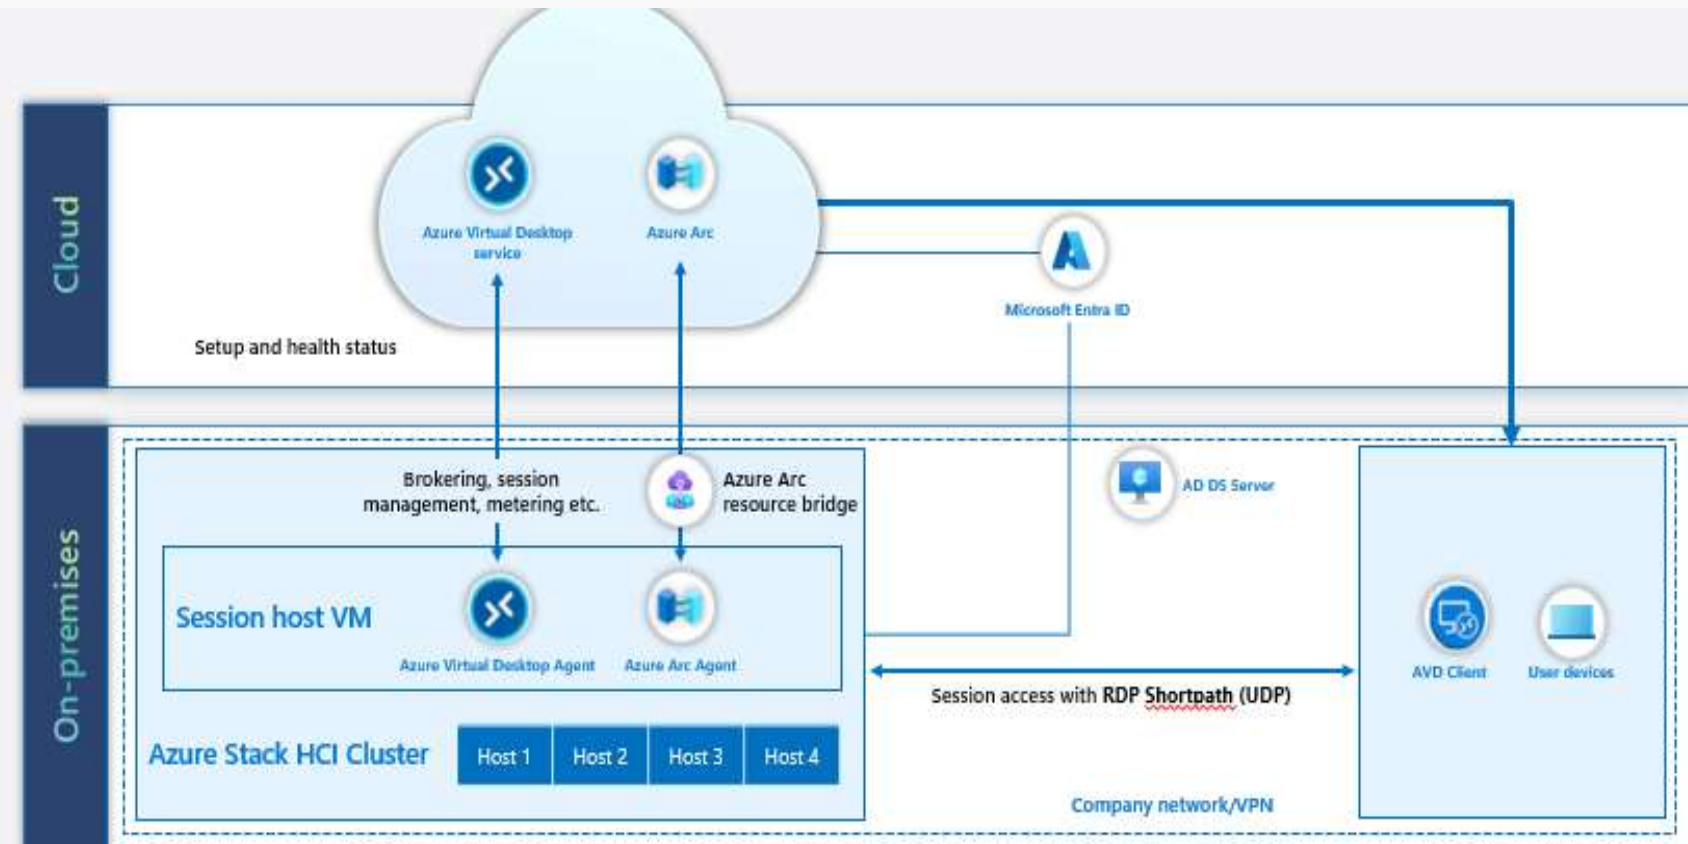 Cloud
Azure Virtual Desktop
service
Azure Arc
Microsoft Entra ID
Setup and health status
On-premises
Brokering, session
management, metering etc.
Azure Arc
resource bridge
AD DS Server
Session host VM
Azure Virtual Desktop Agent
Azure Arc Agent
AVD Client
User devices
Session access with RDP Shortpath (UDP)
Azure Stack HCI Cluster
Host 1
Host 2
Host 3
Host 4
Company network/VPN